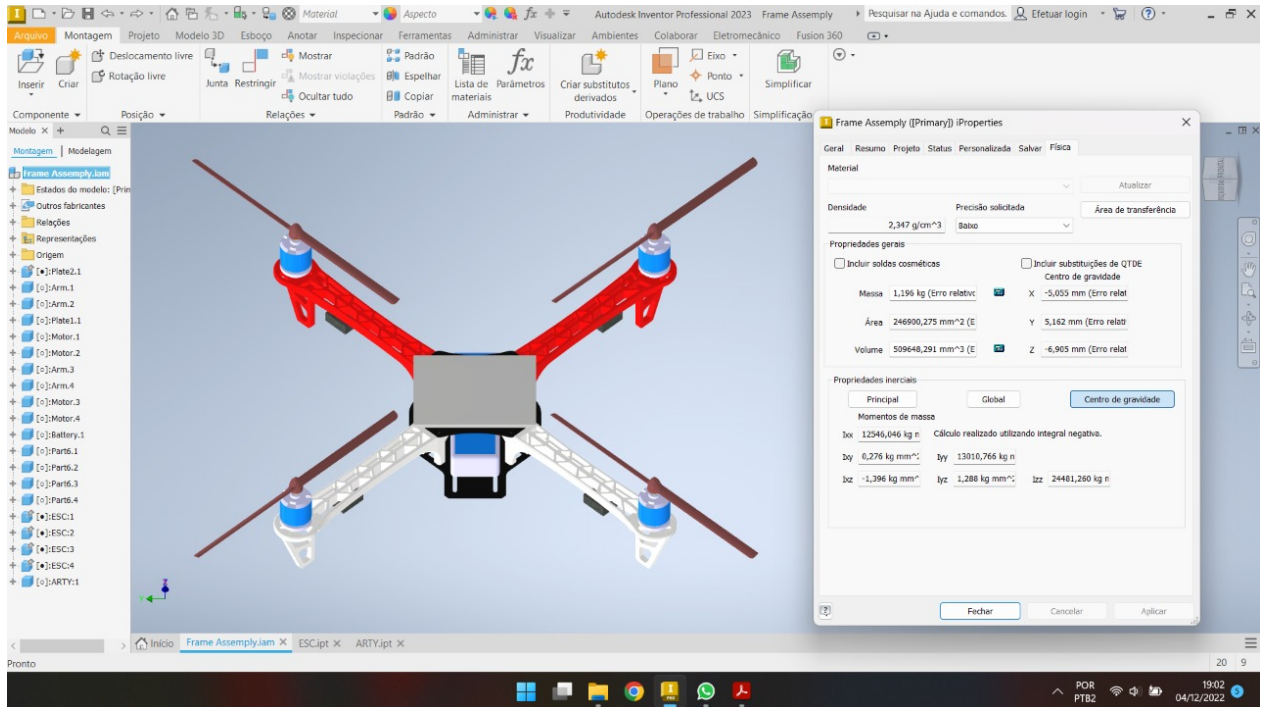 Material
Aspecto
Autodesk Inventor Professional 2023 Frame Assemply
Pesquisar na Ajuda e comandos.
Efetuar login
Arquivo Montagem Projeto Modelo 3D Esboço Anotar Inspecionar Ferramentas Administrar Visualizar Ambientes Colaborar Eletromecânico Fusion 360
Inserir
Criar
Deslocamento livre
Rotação livre
Junta Restringir
Mostrar
Mostrar violações
Ocultar tudo
Padrão
Espelhar
Copiar
Lista de materiais
Parâmetros
Criar substitutos derivados
Plano
Eixo
Ponto
UCS
Simplificar
Componente Posição Relações Padrão Administrar Produtividade Operações de trabalho Simplificação
Modelo × +
Montagem | Modelagem
Frame Assemply.iam
Estados do modelo: [Prin
Outros fabricantes
Relações
Representações
Origem
[•]:Plate2.1
[o]:Arm.1
[o]:Arm.2
[o]:Plate1.1
[o]:Motor.1
[o]:Motor.2
[o]:Arm.3
[o]:Arm.4
[o]:Motor.3
[o]:Motor.4
[o]:Battery.1
[o]:Part6.1
[o]:Part6.2
[o]:Part6.3
[o]:Part6.4
[•]:ESC:1
[•]:ESC:2
[•]:ESC:3
[•]:ESC:4
[o]:ARTY:1
Z
Y
Frame Assemply ([Primary]) iProperties
Geral Resumo Projeto Status Personalizada Salvar Física
Material
Atualizar
Densidade
Precisão solicitada
Área de transferência
2,347 g/cm^3
Baixo
Propriedades gerais
Incluir soldas cosméticas
Incluir substituições de QTDE
Centro de gravidade
Massa 1,196 kg (Erro relativo X -5,055 mm (Erro relat
Área 246900,275 mm^2 (E Y 5,162 mm (Erro relati
Volume 509648,291 mm^3 (E Z -6,905 mm (Erro relat
Propriedades inerciais
Principal Global Centro de gravidade
Momentos de massa
Ixx 12546,046 kg n Cálculo realizado utilizando integral negativa.
Ixy 0,276 kg mm^2 Iyy 13010,766 kg n
Ixz -1,396 kg mm^ Iyz 1,288 kg mm^2 Izz 24481,260 kg n
Fechar Cancelar Aplicar
Início Frame Assemply.iam × ESC.ipt × ARTY.ipt ×
Pronto
20 9
POR
PTB2
19:02
04/12/2022
5